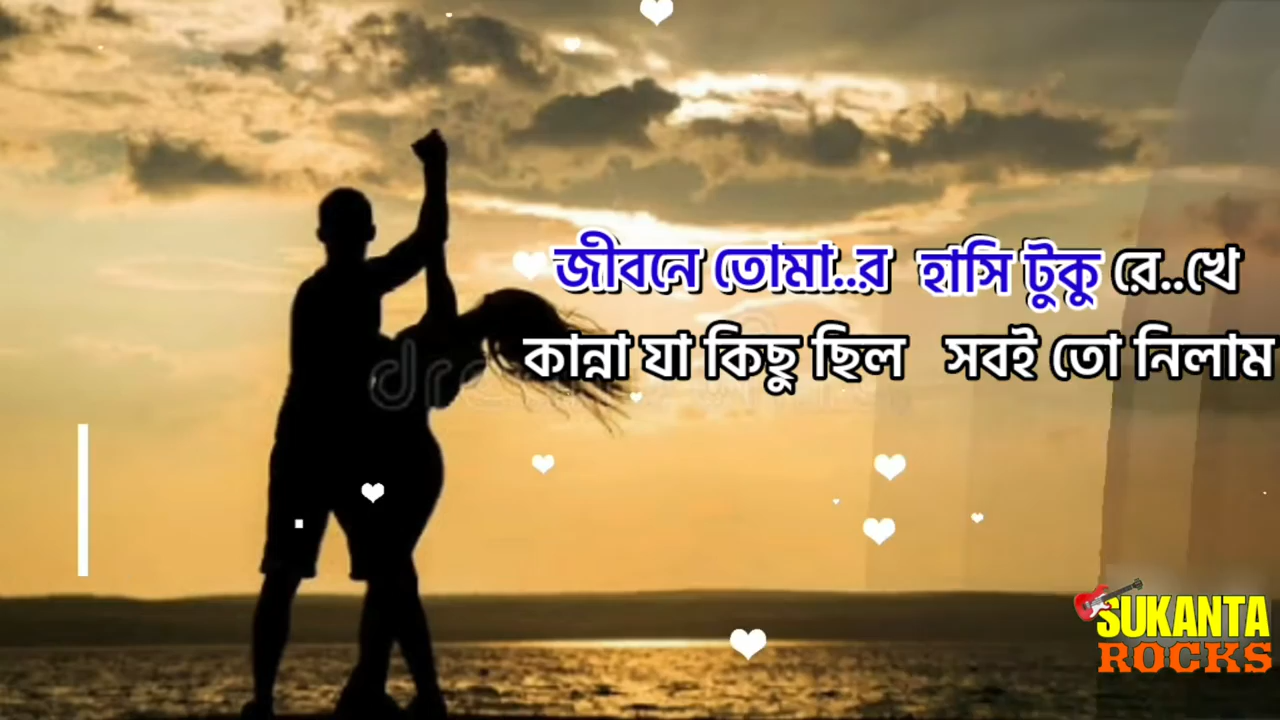 জীবনে তোমা..র হাসি টুকু রে..খে
কান্না যা কিছু ছিল সবই তো নিলাম
SUKANTA
ROCKS